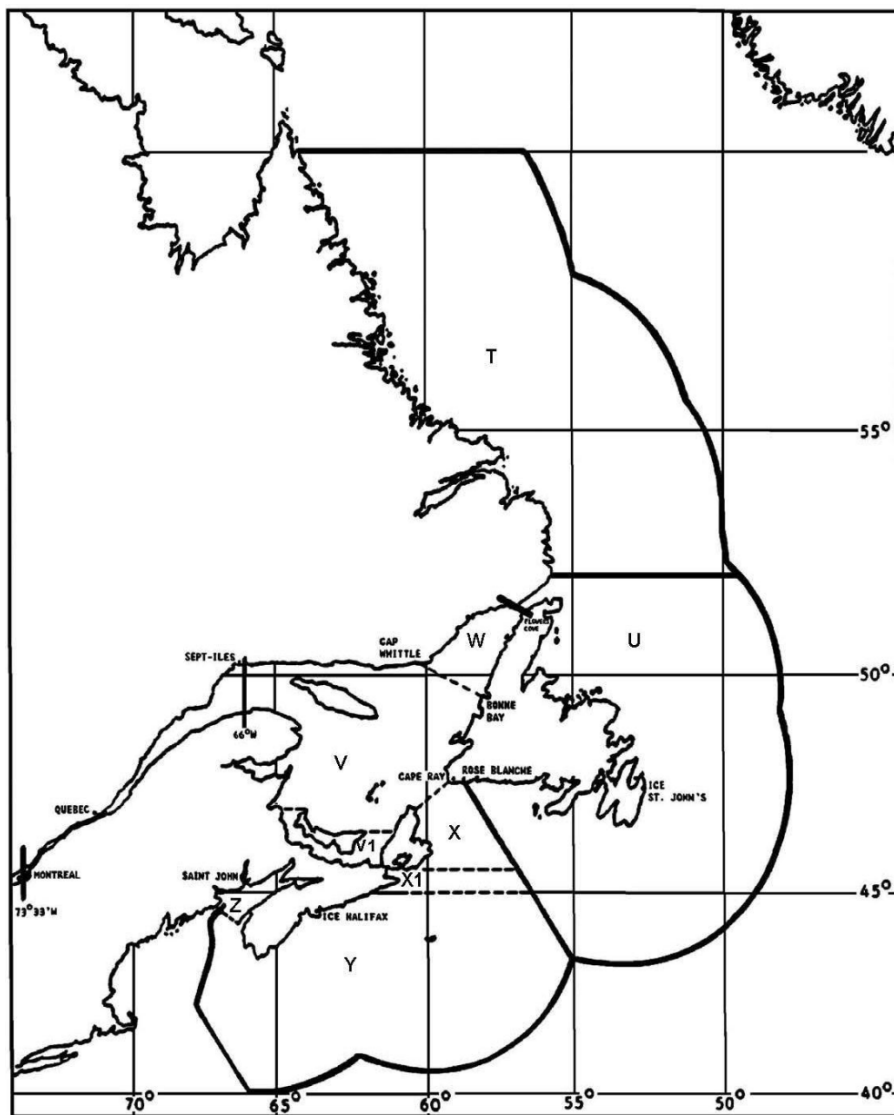 T
55°
W
FLOWERS
COVE
U
CAP
WHITTLE
SEPT-ILES
50°
BONNE
BAY
66°W
V
CAPE RAY
ROSE BLANCHE
ICE
ST. JOHN'S
QUEBEC
X
V1
MONTREAL
SAINT JOHN
X1
45°
73°33'W
Z
ICE HALIFAX
Y
70°
65°
60°
55°
50°
40°